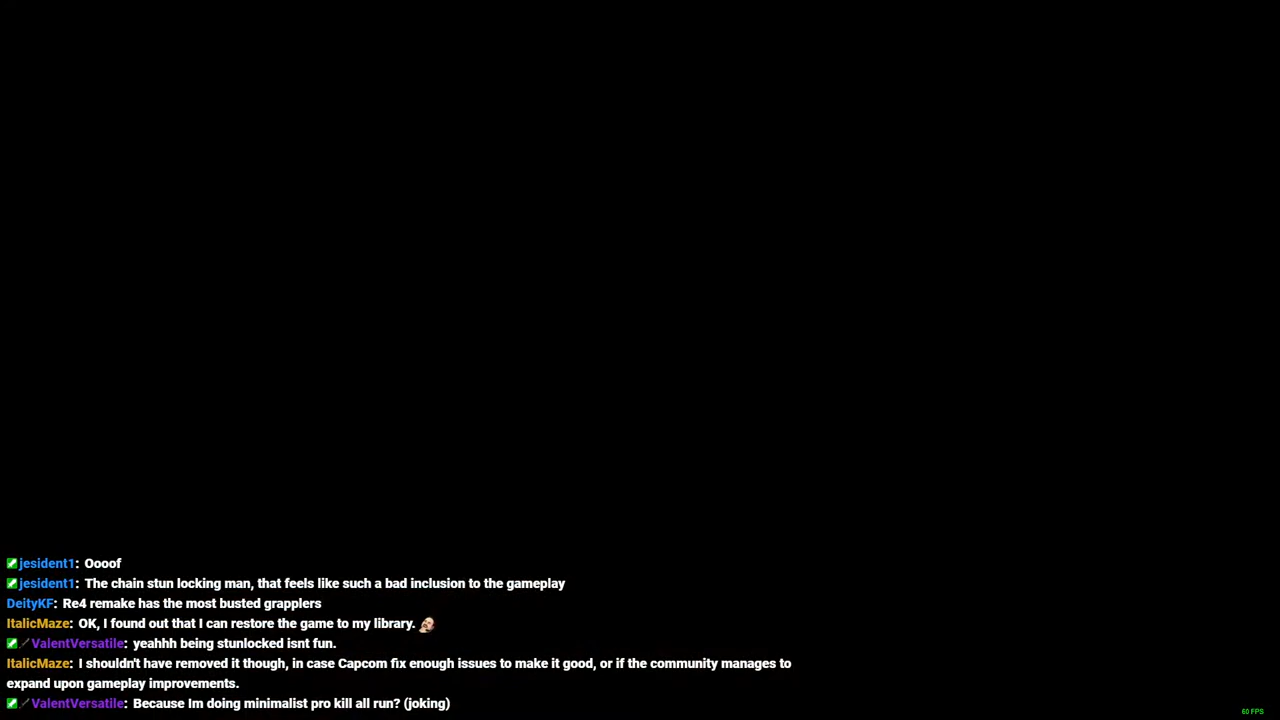 jesident1: Oooof
jesident1: The chain stun locking man, that feels like such a bad inclusion to the gameplay
DeityKF: Re4 remake has the most busted grapplers
ItalicMaze: OK, I found out that I can restore the game to my library.
ValentVersatile: yeahhh being stunlocked isnt fun.
ItalicMaze: I shouldn't have removed it though, in case Capcom fix enough issues to make it good, or if the community manages to
expand upon gameplay improvements.
ValentVersatile: Because Im doing minimalist pro kill all run? (joking)
60 FPS